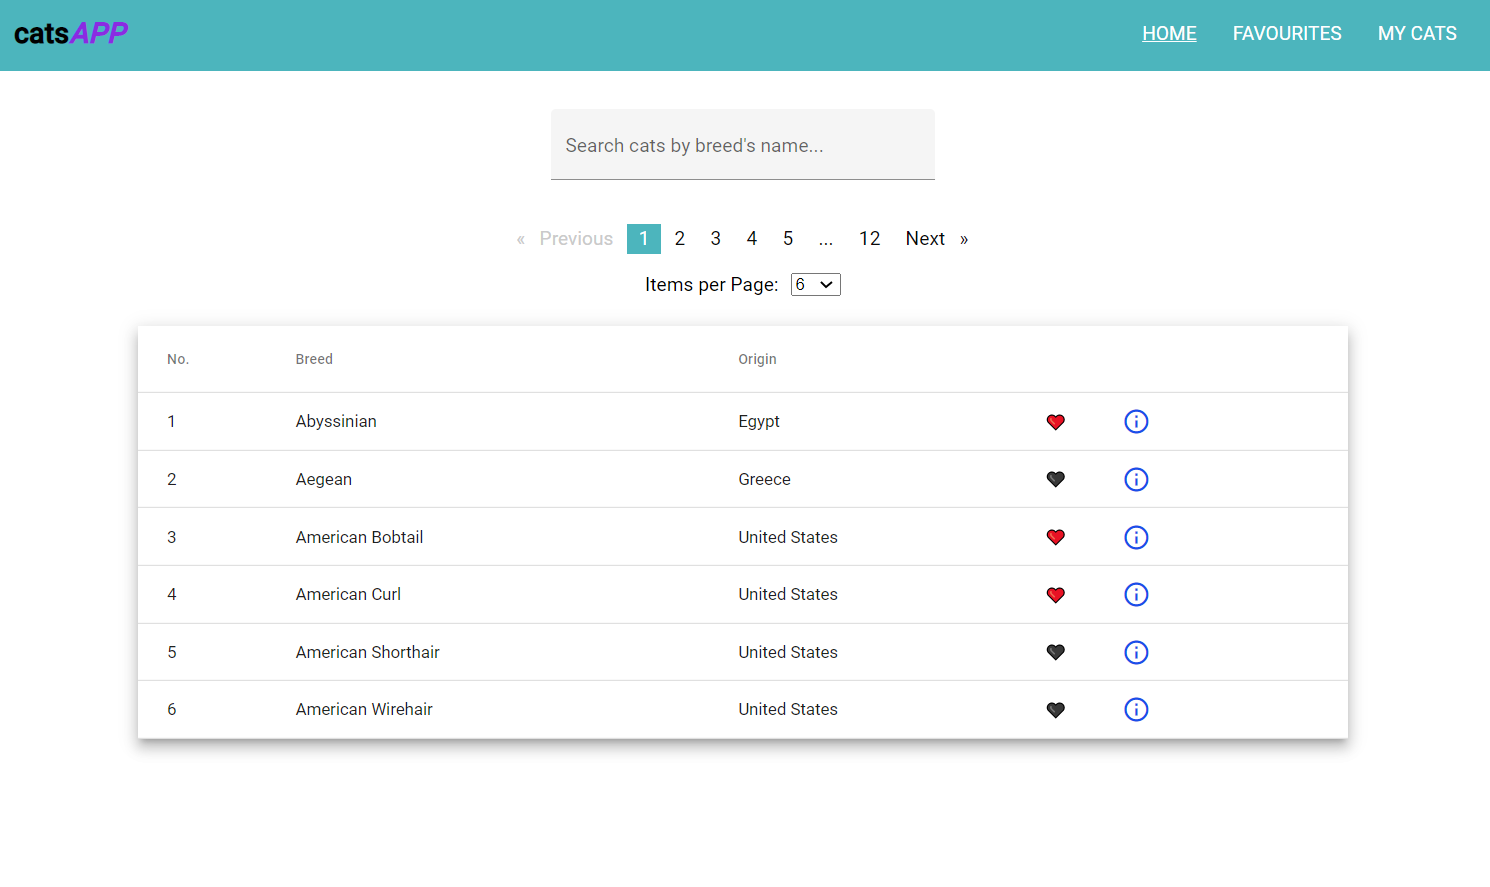 catsAPP HOME FAVOURITES MY CATS
Search cats by breed's name...
« Previous 1 2 3 4 5 ... 12 Next »
Items per Page: 6
No. Breed Origin
1 Abyssinian Egypt
2 Aegean Greece
3 American Bobtail United States
4 American Curl United States
5 American Shorthair United States
6 American Wirehair United States